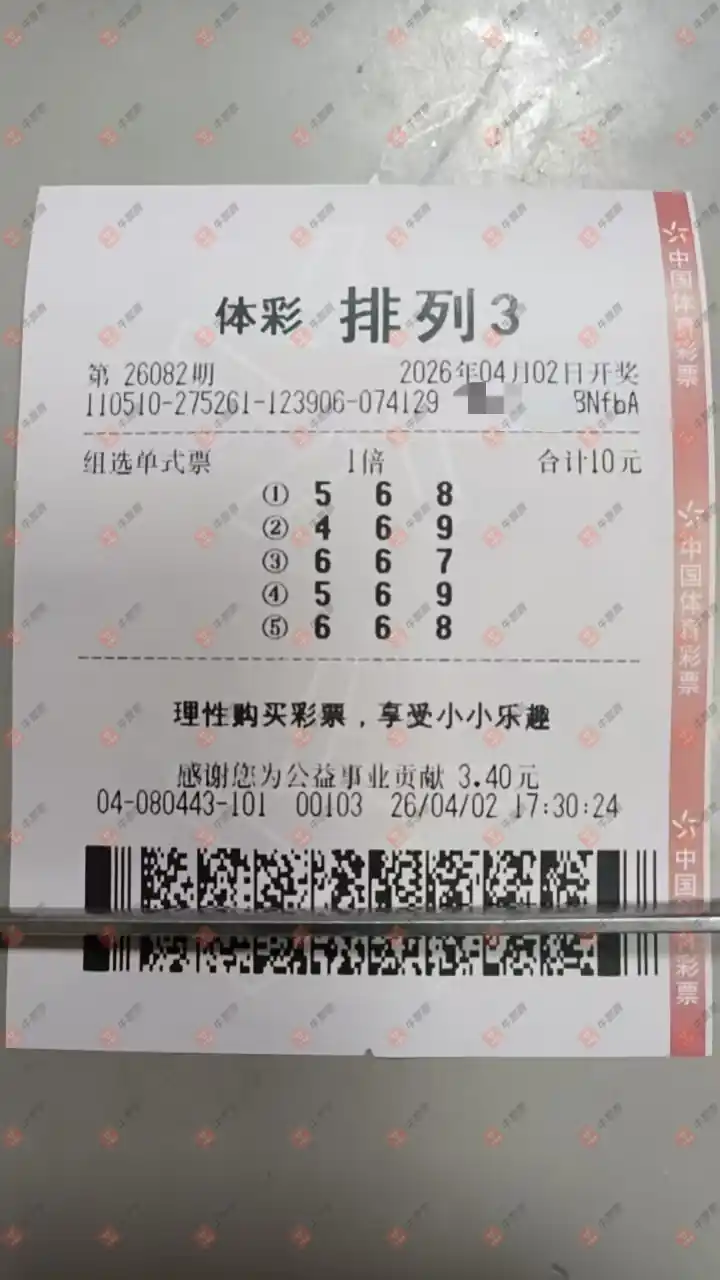 体彩 排列3
第 26082期 2026年04月02日开奖
110510-275261-123906-074129 BNf6A
组选单式票 1倍 合计10元
① 5 6 8
② 4 6 9
③ 6 6 7
④ 5 6 9
⑤ 6 6 8
理性购买彩票，享受小小乐趣
感谢您为公益事业贡献 3.40元
04-080443-101 00103 26/04/02 17:30:24
中国体育彩票
中国体育彩票
中国体育彩票